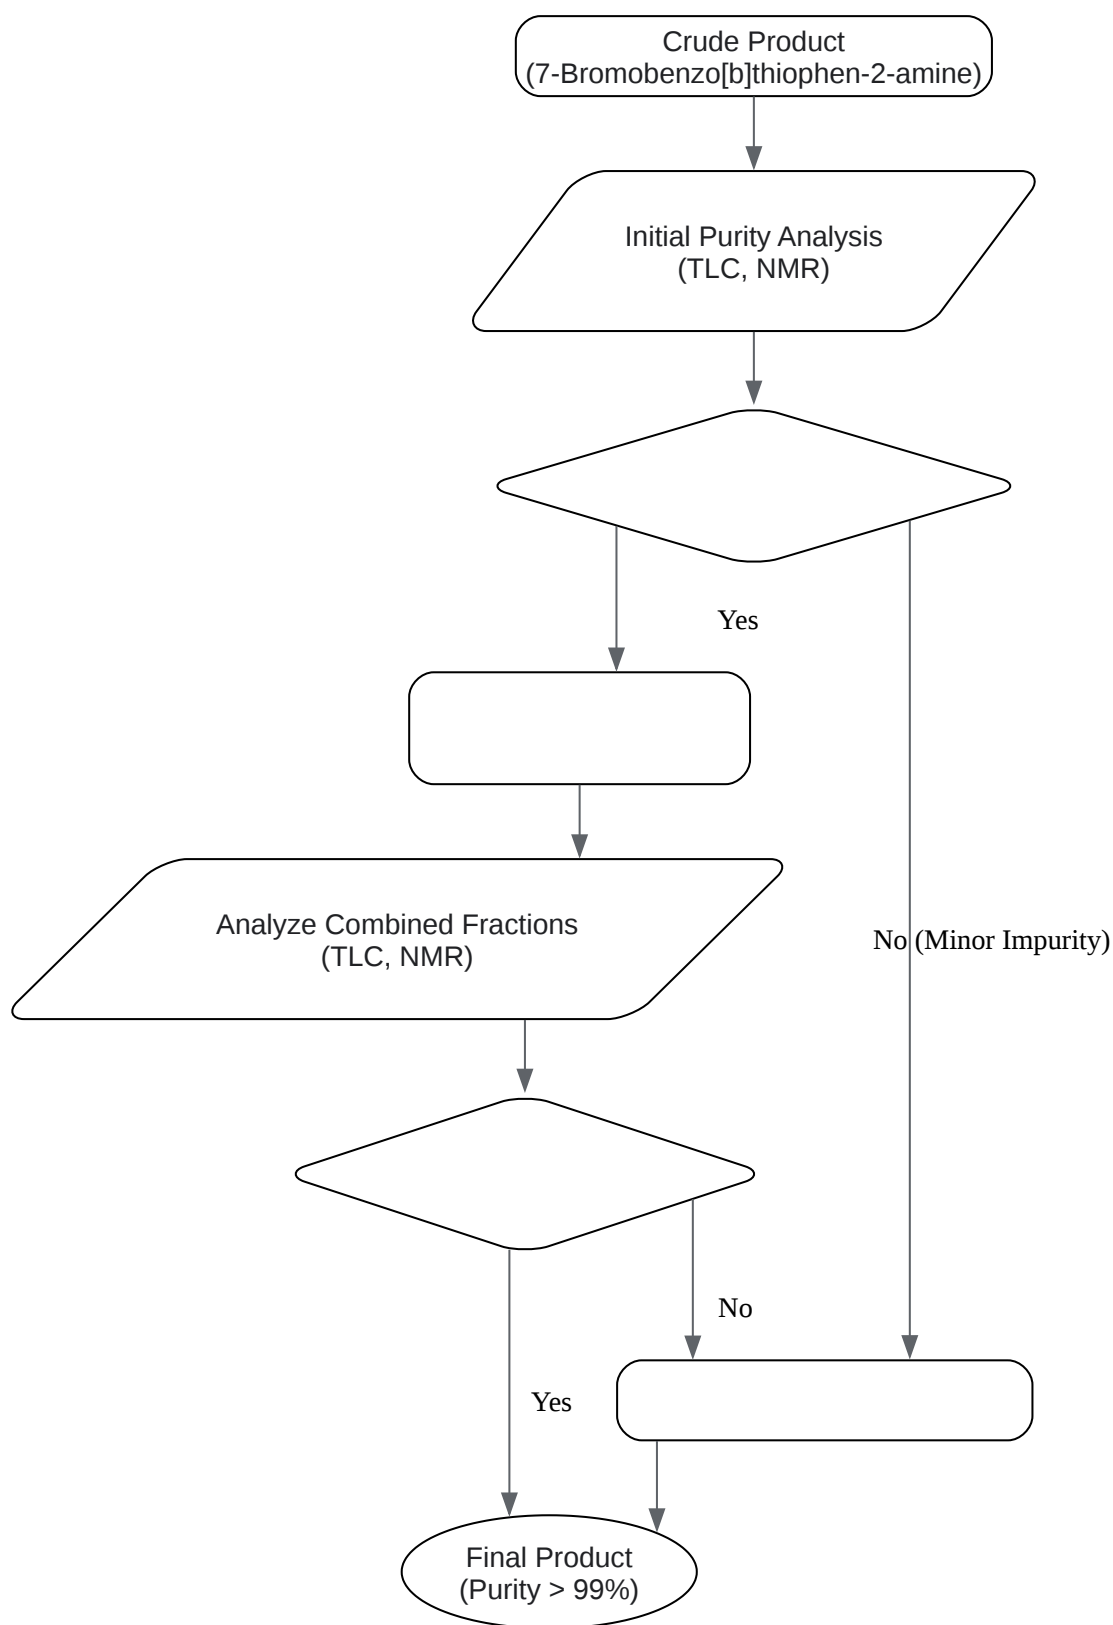 Crude Product
(7-Bromobenzo[b]thiophen-2-amine)
Initial Purity Analysis
(TLC, NMR)
Yes
Analyze Combined Fractions
(TLC, NMR)
No (Minor Impurity)
No
Yes
Final Product
(Purity > 99%)